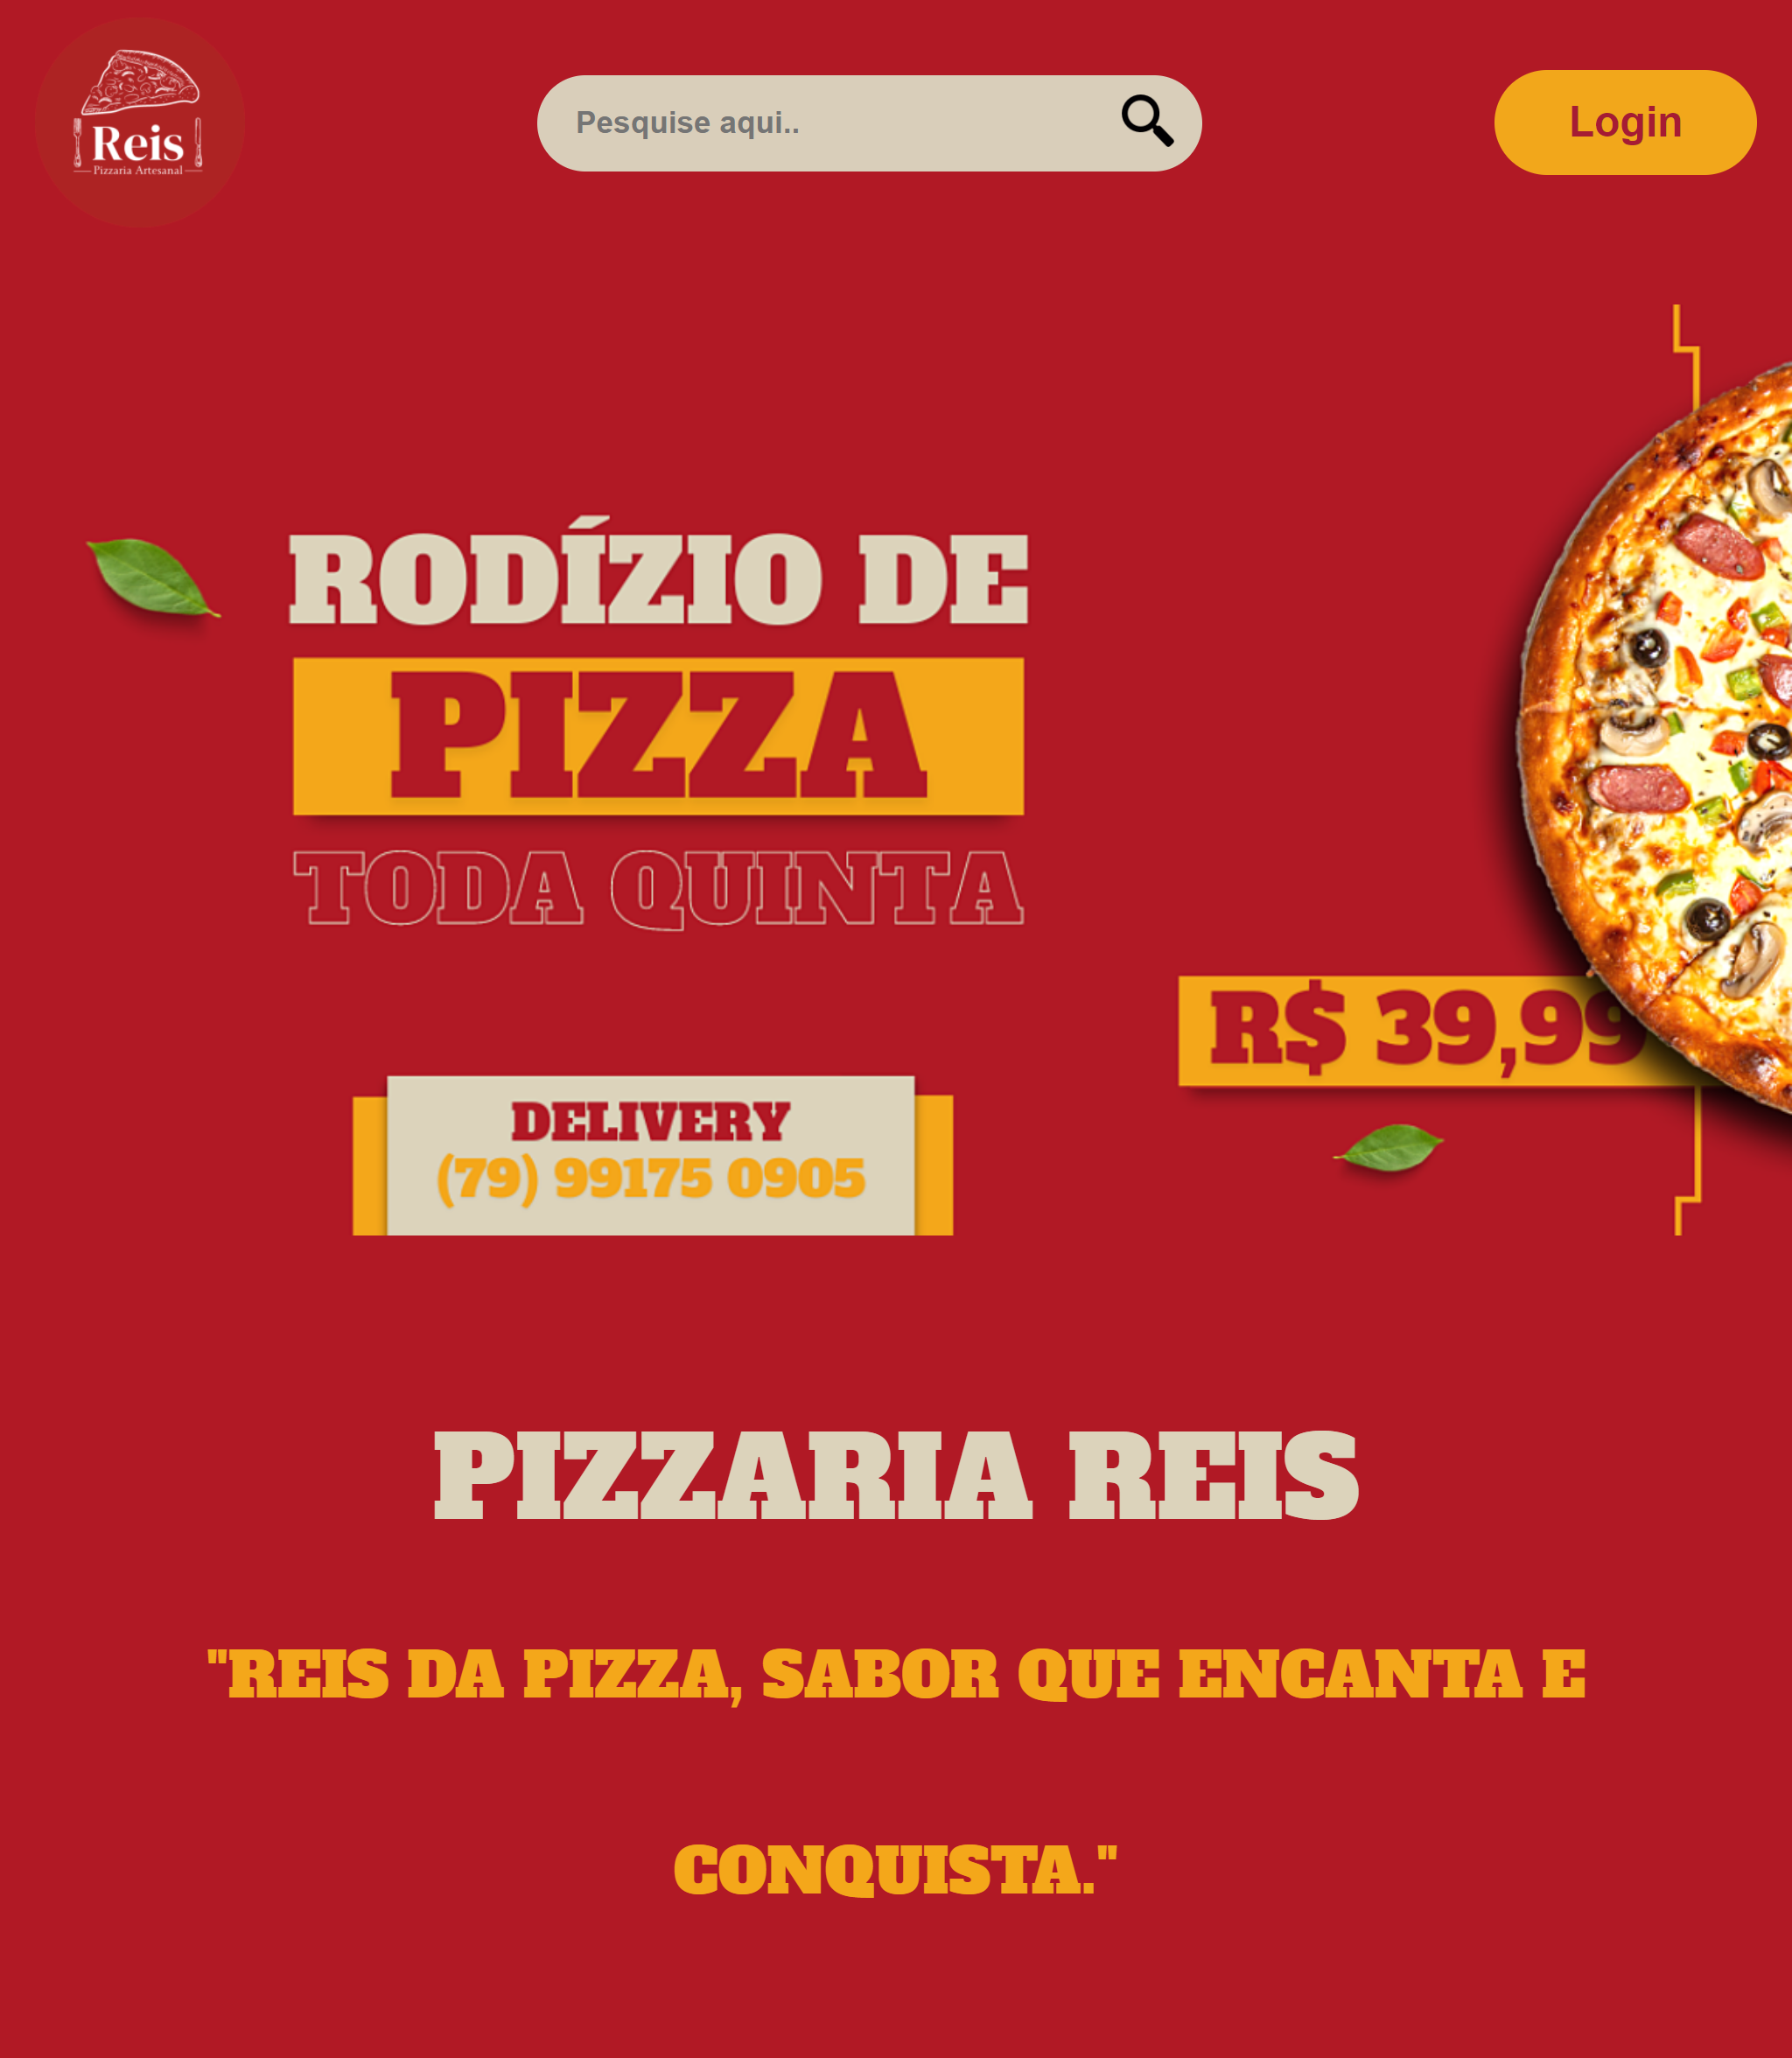 Reis
Pizzaria Artesanal
Pesquise aqui..
Login
RODÍZIO DE
PIZZA
TODA QUINTA
R$ 39,99
DELIVERY
(79) 99175 0905
PIZZARIA REIS
"REIS DA PIZZA, SABOR QUE ENCANTA E
CONQUISTA."